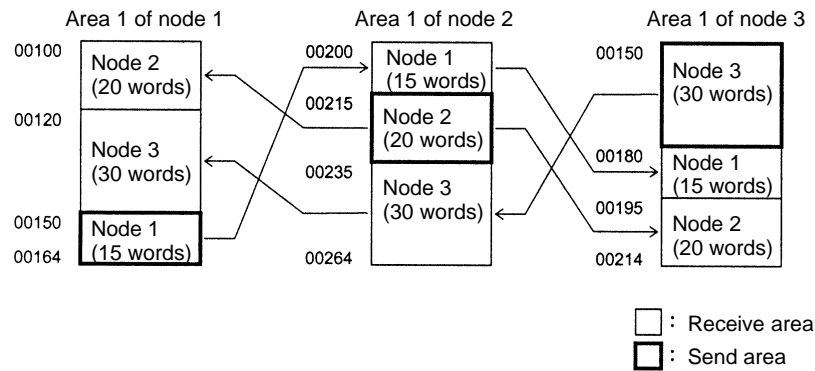 Area 1 of node 1
00100
Node 2
(20 words)
00120
Node 3
(30 words)
00150
Node 1
(15 words)
00164
Area 1 of node 2
00200
Node 1
(15 words)
00215
Node 2
(20 words)
00235
Node 3
(30 words)
00264
Area 1 of node 3
00150
Node 3
(30 words)
00180
Node 1
(15 words)
00195
Node 2
(20 words)
00214
: Receive area
: Send area